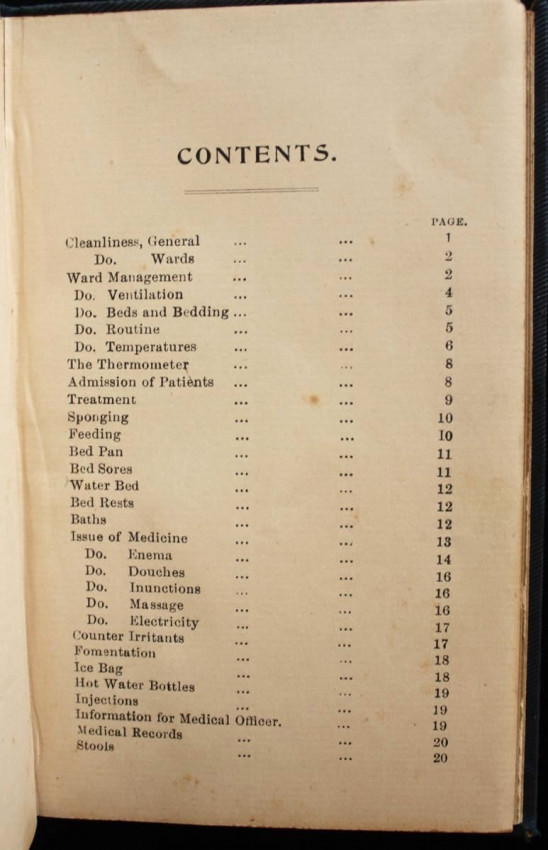 CONTENTS.
PAGE.
Cleanliness, General ... ... 1
Do. Wards ... ... 2
Ward Management ... ... 2
Do. Ventilation ... ... 4
Do. Beds and Bedding ... ... 5
Do. Routine ... ... 5
Do. Temperatures ... ... 6
The Thermometer ... ... 8
Admission of Patients ... ... 8
Treatment ... ... 9
Sponging ... ... 10
Feeding ... ... 10
Bed Pan ... ... 11
Bed Sores ... ... 11
Water Bed ... ... 12
Bed Rests ... ... 12
Baths ... ... 12
Issue of Medicine ... ... 13
Do. Enema ... ... 14
Do. Douches ... ... 16
Do. Inunctions ... ... 16
Do. Massage ... ... 16
Do. Electricity ... ... 17
Counter Irritants ... ... 17
Fomentation ... ... 18
Ice Bag ... ... 18
Hot Water Bottles ... ... 19
Injections ... ... 19
Information for Medical Officer. ... 19
Medical Records ... ... 20
Stools ... ... 20